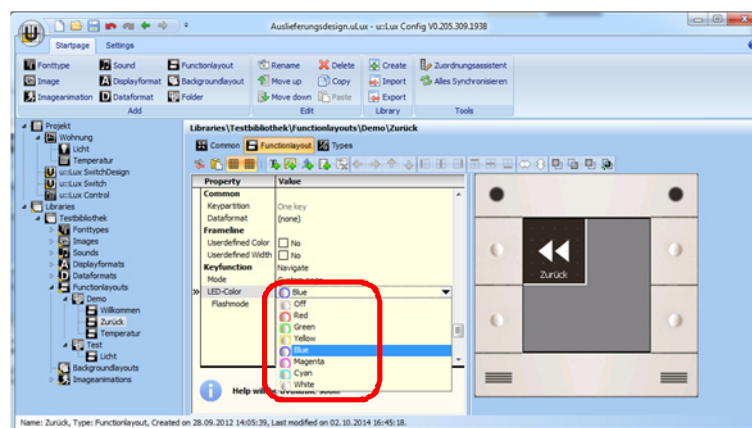 Auslieferungsdesign.uLux - u::Lux Config V0.205.309.1938
Startpage Settings
Fonttype Sound Functionlayout Rename Delete Create Zuordnungsassistent
Image Displayformat Backgroundlayout Move up Copy Import Alles Synchronisieren
Imageanimation Dataformat Folder Move down Paste Export
Add Edit Library Tools
Projekt
Wohnung
Licht
Temperatur
u::Lux SwitchDesign
u::Lux Switch
u::Lux Control
Libraries
Testbibliothek
Fonttypes
Images
Sounds
Displayformats
Dataformats
Functionlayouts
Demo
Willkommen
Zurück
Temperatur
Test
Licht
Backgroundlayouts
Imageanimations
Libraries\Testbibliothek\Functionlayouts\Demo\Zurück
Common Functionlayout Types
Property Value
Common
Keypartition One key
Dataformat (none)
Frameline
Userdefined Color No
Userdefined Width No
Keyfunction Navigate
Mode
LED-Color Blue
Flashmode
Off
Red
Green
Yellow
Blue
Magenta
Cyan
White
Help will be available soon.
Zurück
Name: Zurück, Type: Functionlayout, Created on 28.09.2012 14:05:39, Last modified on 02.10.2014 16:45:18.